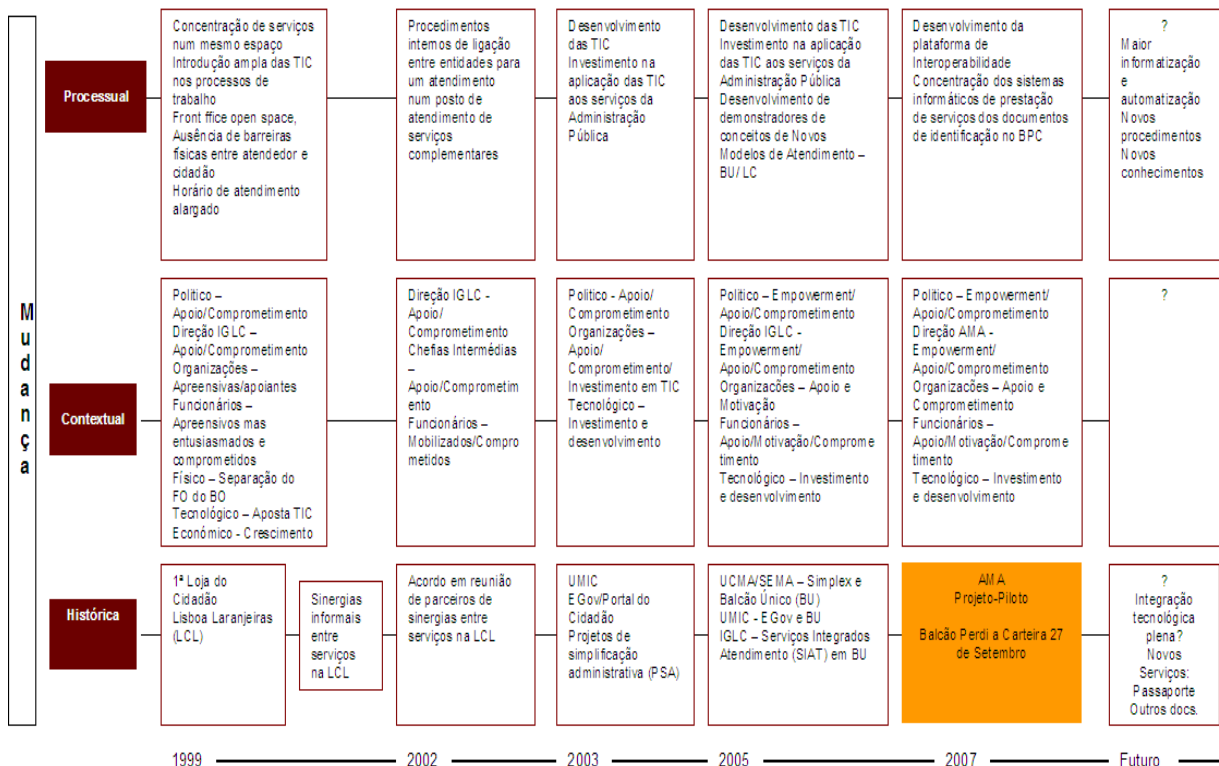 Mudança
Processual
Concentração de serviços
num mesmo espaço
Introdução ampla das TIC
nos processos de
trabalho
Front ffice open space,
Ausência de barreiras
físicas entre atendedor e
cidadão
Horário de atendimento
alargado
Procedimentos
internos de ligação
entre entidades para
um atendimento
num posto de
atendimento de
serviços
complementares
Desenvolvimento
das TIC
Investimento na
aplicação das TIC
aos serviços da
Administração
Pública
Desenvolvimento das TIC
Investimento na aplicação
das TIC aos serviços da
Administração Pública
Desenvolvimento de
demonstradores de
conceitos de Novos
Modelos de Atendimento –
BU/ LC
Desenvolvimento da
plataforma de
Interoperabilidade
Concentração dos sistemas
informáticos de prestação
de serviços dos documentos
de identificação no BPC
?
Maior
informatização
e
automatização
Novos
procedimentos
Novos
conhecimentos
Contextual
Politico –
Apoio/Comprometimento
Direção IGLC –
Apoio/Comprometimento
Organizações –
Apreensivas/apoiantes
Funcionários –
Apreensivos mas
entusiasmados e
comprometidos
Físico – Separação do
FO do BO
Tecnológico – Aposta TIC
Económico - Crescimento
Direção IGLC -
Apoio/
Comprometimento
Chefias Intermédias
–
Apoio/Comprometim
ento
Funcionários –
Mobilizados/Compro
metidos
Politico - Apoio/
Comprometimento
Organizações –
Apoio/
Comprometimento/
Investimento em TIC
Tecnológico –
Investimento e
desenvolvimento
Politico – Empowerment/
Apoio/Comprometimento
Direção IGLC -
Empowerment/
Apoio/Comprometimento
Organizações – Apoio e
Motivação
Funcionários –
Apoio/Motivação/Comprome
timento
Tecnológico – Investimento
e desenvolvimento
Politico – Empowerment/
Apoio/Comprometimento
Direção AMA -
Empowerment/
Apoio/Comprometimento
Organizações – Apoio e
Comprometimento
Funcionários –
Apoio/Motivação/Comprome
timento
Tecnológico – Investimento
e desenvolvimento
?
Histórica
1ª Loja do
Cidadão
Lisboa Laranjeiras
(LCL)
Sinergias
informais
entre
serviços
na LCL
Acordo em reunião
de parceiros de
sinergias entre
serviços na LCL
UMIC
EGov/Portal do
Cidadão
Projetos de
simplificação
administrativa (PSA)
UCMA/SEMA – Simplex e
Balcão Único (BU)
UMIC - EGov e BU
IGLC – Serviços Integrados
Atendimento (SIAT) em BU
AMA
Projeto-Piloto
Balcão Perdi a Carteira 27
de Setembro
?
Integração
tecnológica
plena?
Novos
Serviços:
Passaporte
Outros docs.
1999
2002
2003
2005
2007
Futuro